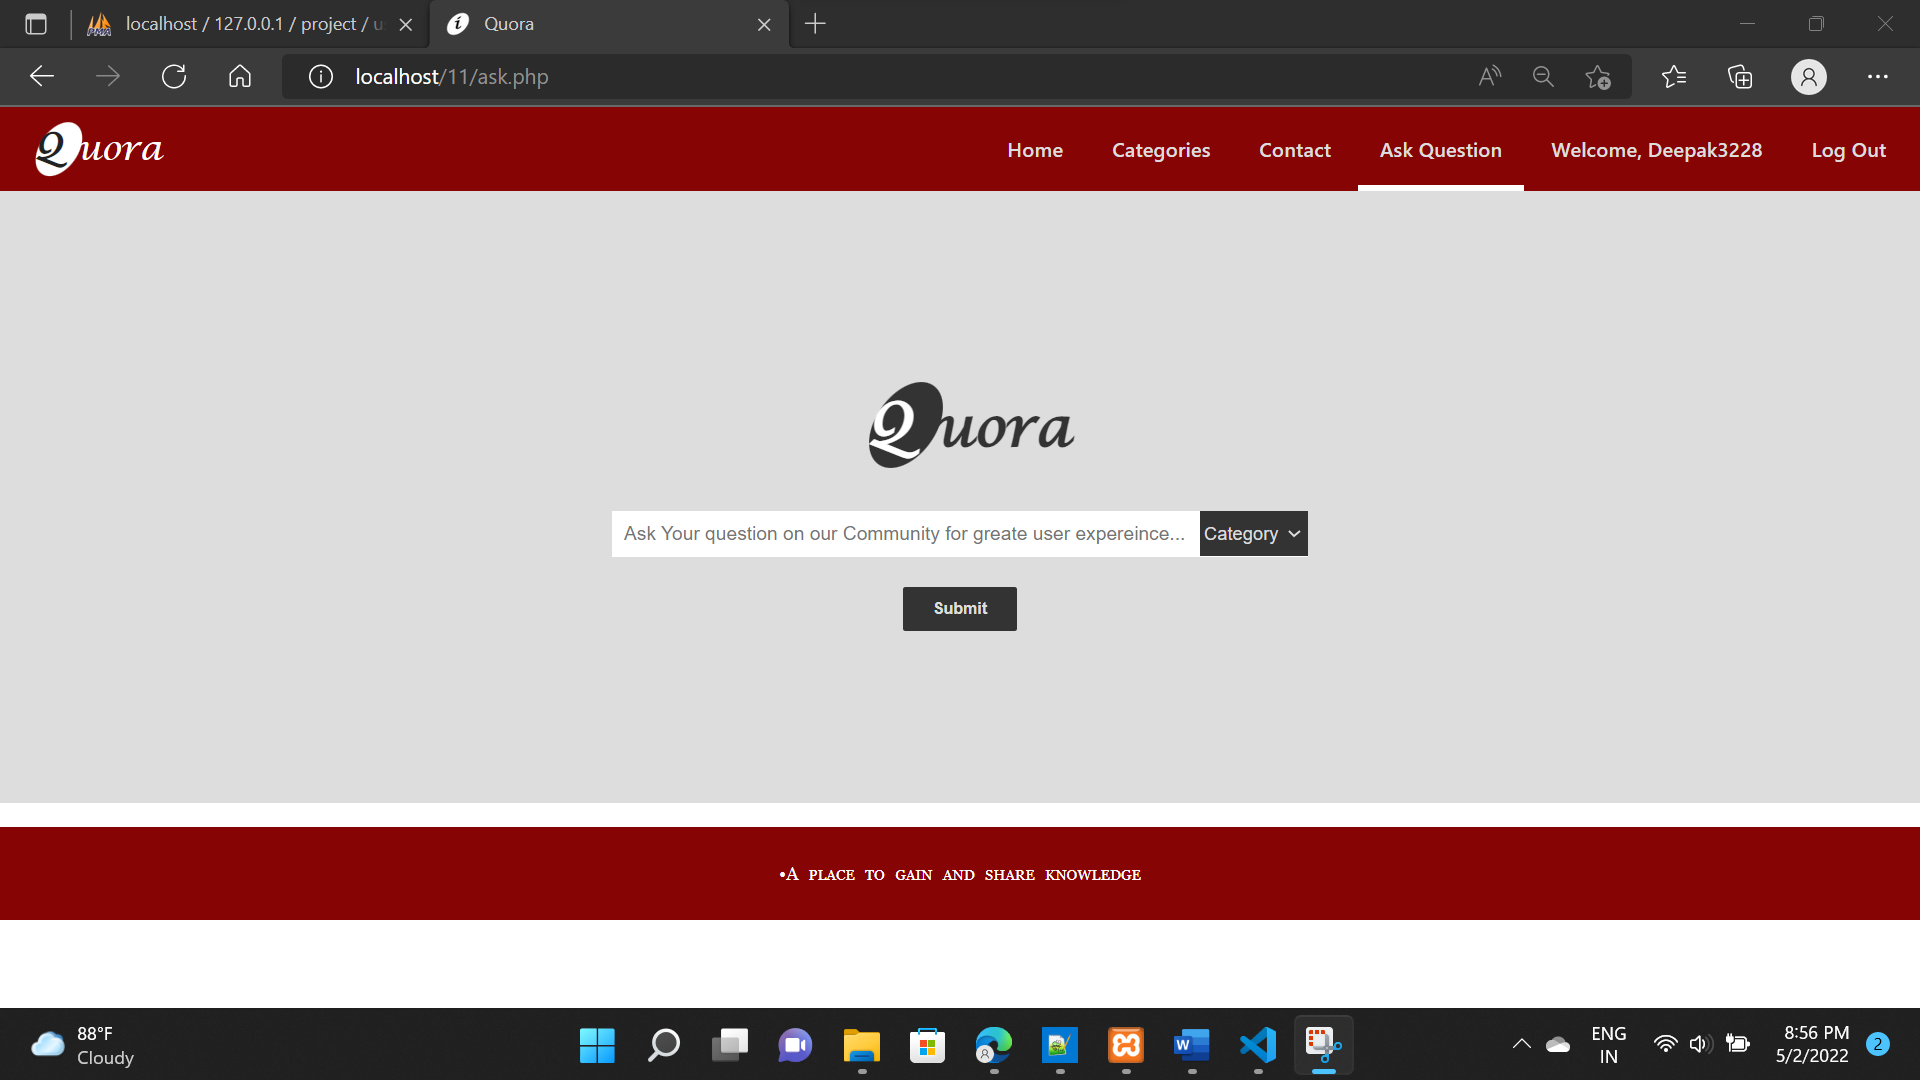 localhost / 127.0.0.1 / project / u
Quora
localhost/11/ask.php
Quora
Home
Categories
Contact
Ask Question
Welcome, Deepak3228
Log Out
Quora
Ask Your question on our Community for greate user expereince...
Category
Submit
•A PLACE TO GAIN AND SHARE KNOWLEDGE
88°F
Cloudy
ENG
IN
8:56 PM
5/2/2022
2